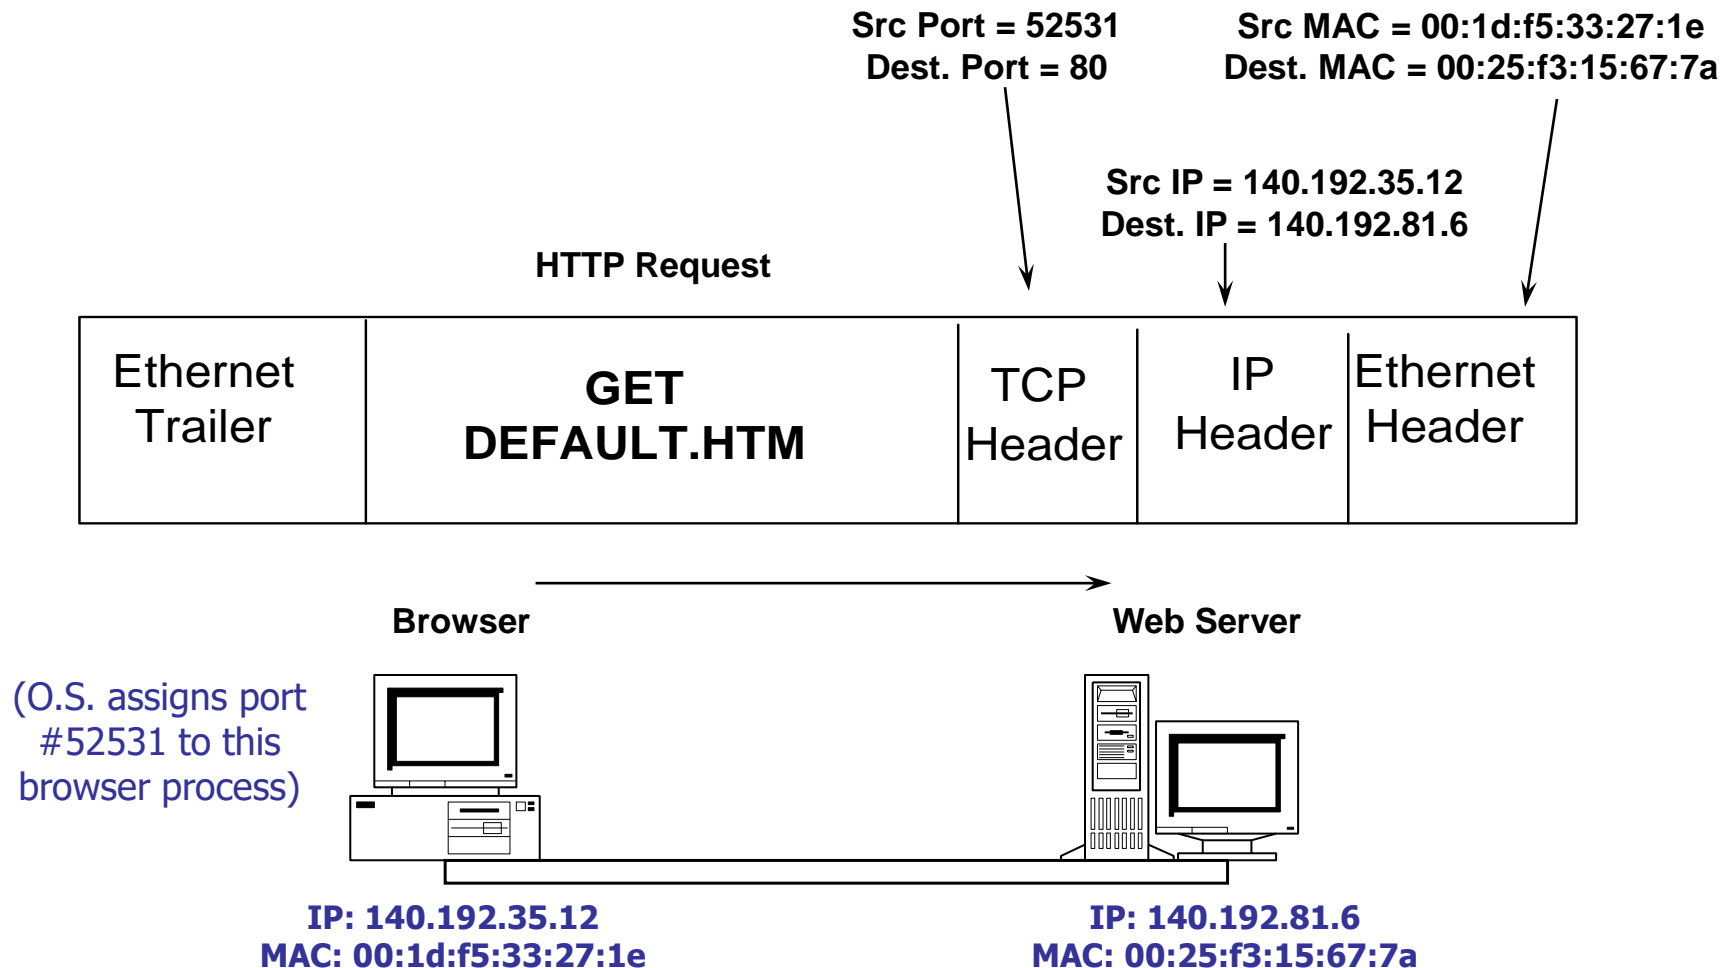 Src Port = 52531
Dest. Port = 80
Src MAC = 00:1d:f5:33:27:1e
Dest. MAC = 00:25:f3:15:67:7a
Src IP = 140.192.35.12
Dest. IP = 140.192.81.6
HTTP Request
Ethernet
Trailer
GET
DEFAULT.HTM
TCP
Header
IP
Header
Ethernet
Header
Browser
Web Server
(O.S. assigns port
#52531 to this
browser process)
IP: 140.192.35.12
MAC: 00:1d:f5:33:27:1e
IP: 140.192.81.6
MAC: 00:25:f3:15:67:7a